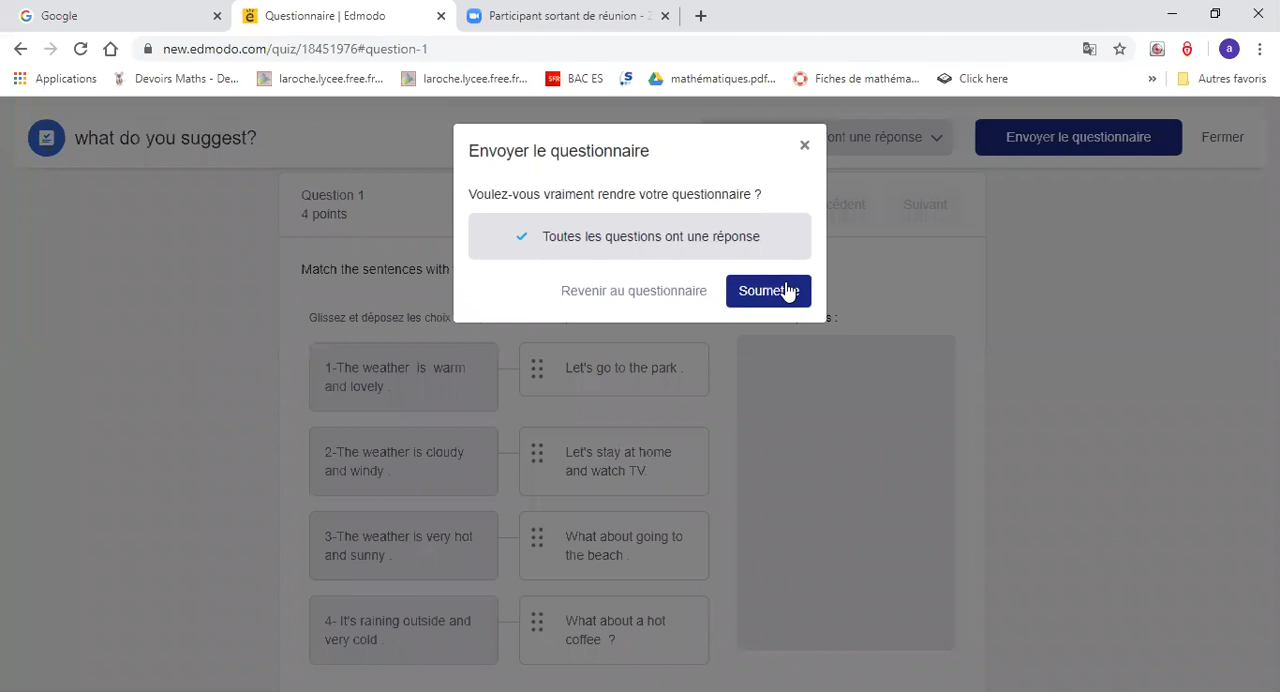 Google
Questionnaire | Edmodo
Participant sortant de réunion -
new.edmodo.com/quiz/18451976#question-1
a
Applications
Devoirs Maths - De...
laroche.lycee.free.fr...
laroche.lycee.free.fr...
SFR
BAC ES
mathématiques.pdf...
Fiches de mathéma...
Click here
»
Autres favoris
what do you suggest?
ont une réponse
Envoyer le questionnaire
Fermer
Envoyer le questionnaire
Voulez-vous vraiment rendre votre questionnaire ?
Toutes les questions ont une réponse
Revenir au questionnaire
Question 1
4 points
Suivant
Match the sentences with
Glissez et déposez les choix
1-The weather is warm
and lovely .
Let's go to the park .
2-The weather is cloudy
and windy .
Let's stay at home
and watch TV.
3-The weather is very hot
and sunny .
What about going to
the beach .
4- It's raining outside and
very cold .
What about a hot
coffee ?